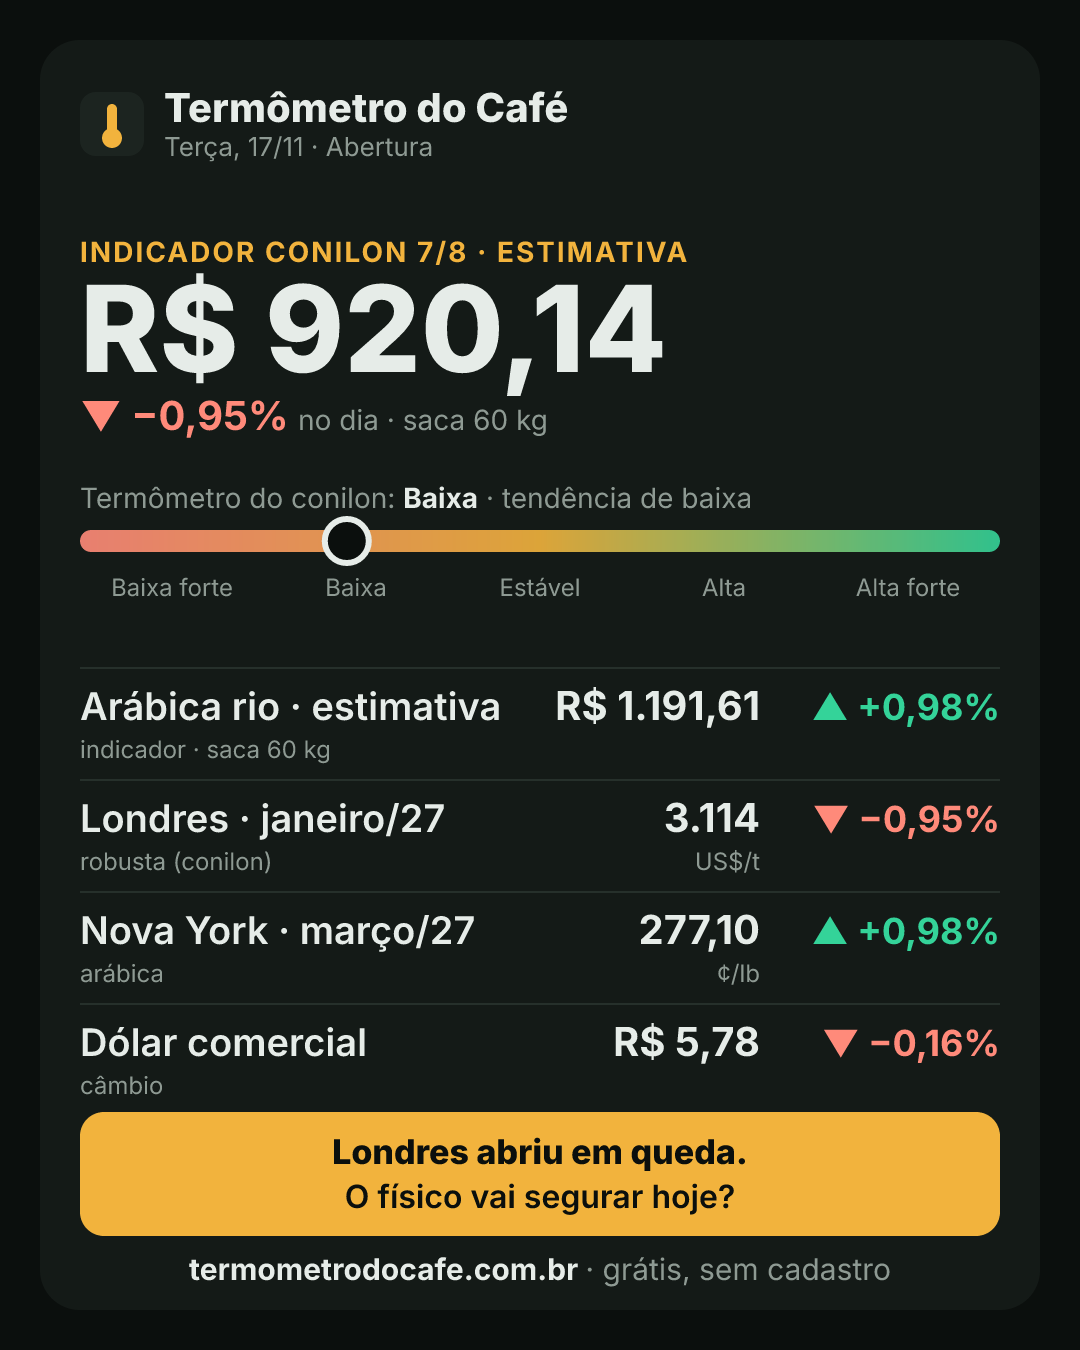 Termômetro do Café
Terça, 17/11 · Abertura
INDICADOR CONILON 7/8 · ESTIMATIVA
R$ 920,14
▼ −0,95% no dia · saca 60 kg
Termômetro do conilon: Baixa · tendência de baixa
Baixa forte Baixa Estável Alta Alta forte
Arábica rio · estimativa R$ 1.191,61 ▲ +0,98%
indicador · saca 60 kg
Londres · janeiro/27 3.114 ▼ −0,95%
robusta (conilon) US$/t
Nova York · março/27 277,10 ▲ +0,98%
arábica ¢/lb
Dólar comercial R$ 5,78 ▼ −0,16%
câmbio
Londres abriu em queda.
O físico vai segurar hoje?
termometrodocafe.com.br · grátis, sem cadastro